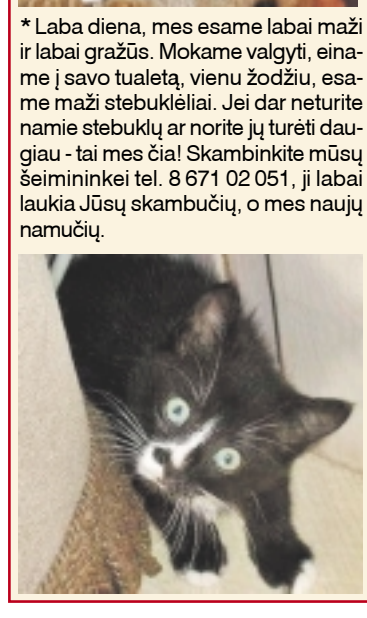 * Laba diena, mes esame labai maži
ir labai gražūs. Mokame valgyti, eina-
me į savo tualetą, vienu žodžiu, esa-
me maži stebuklėliai. Jei dar neturite
namie stebuklų ar norite jų turėti dau-
giau - tai mes čia! Skambinkite mūsų
šeimininkei tel. 8 671 02 051, ji labai
laukia Jūsų skambučių, o mes naujų
namučių.